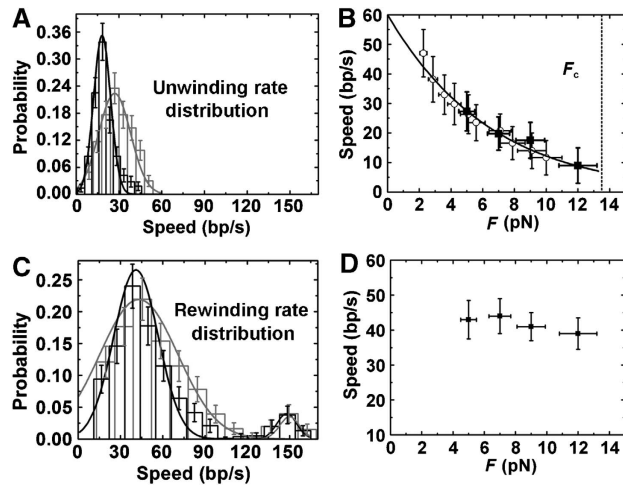 A
0.36
0.30
0.24
0.18
0.12
0.06
0.00
Probability
Unwinding rate
distribution
0 30 60 90 120 150
Speed (bp/s)
B
60
50
40
30
20
10
0
Speed (bp/s)
Fc
0 2 4 6 8 10 12 14
F (pN)
C
0.25
0.20
0.15
0.10
0.05
0.00
Probability
Rewinding rate
distribution
0 30 60 90 120 150
Speed (bp/s)
D
60
50
40
30
20
10
Speed (bp/s)
0 2 4 6 8 10 12 14
F (pN)